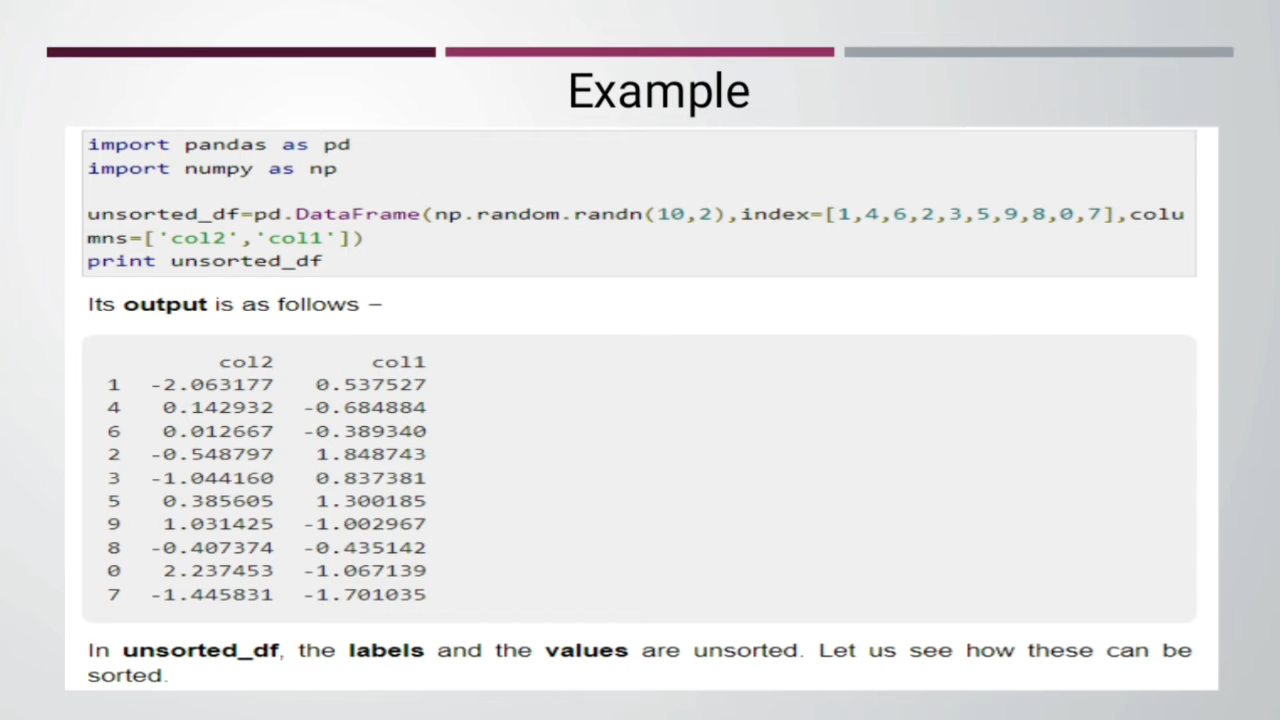 Example
import pandas as pd
import numpy as np
unsorted_df=pd.DataFrame(np.random.randn(10,2),index=[1,4,6,2,3,5,9,8,0,7],colu
mns=['col2','col1'])
print unsorted_df
Its output is as follows –
col2 col1
1 -2.063177 0.537527
4 0.142932 -0.684884
6 0.012667 -0.389340
2 -0.548797 1.848743
3 -1.044160 0.837381
5 0.385605 1.300185
9 1.031425 -1.002967
8 -0.407374 -0.435142
0 2.237453 -1.067139
7 -1.445831 -1.701035
In unsorted_df, the labels and the values are unsorted. Let us see how these can be
sorted.